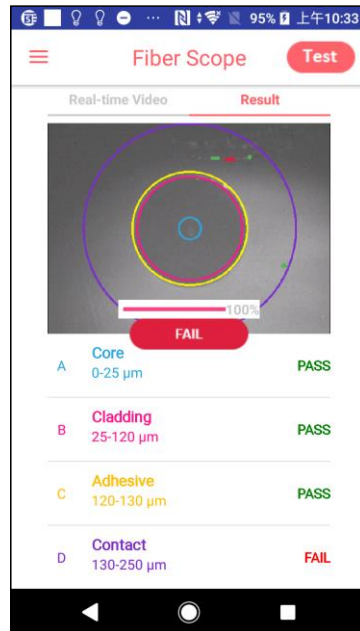 95% 上午10:33
Fiber Scope
Test
Real-time Video
Result
100%
FAIL
A
Core
0-25 µm
PASS
B
Cladding
25-120 µm
PASS
C
Adhesive
120-130 µm
PASS
D
Contact
130-250 µm
FAIL